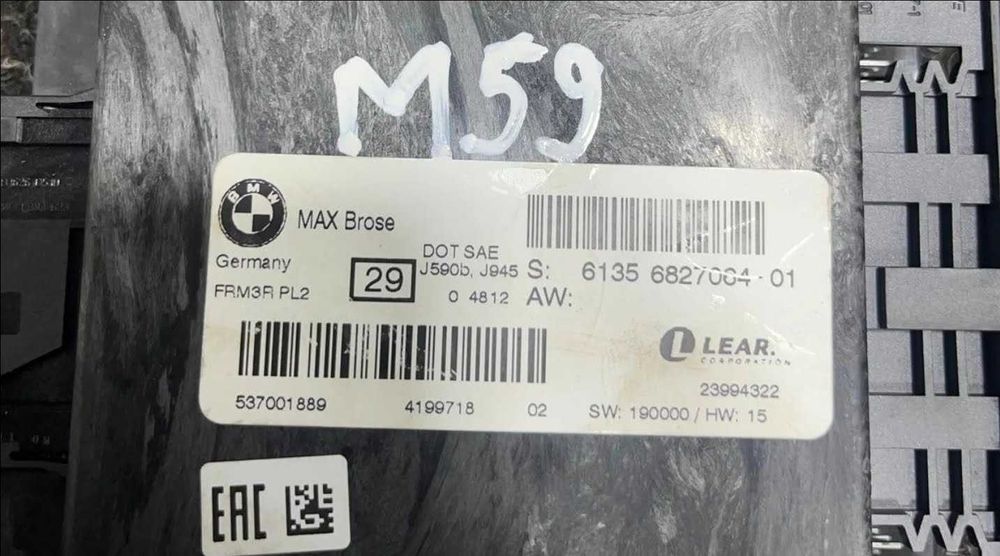 M59
BMW
MAX Brose
Germany
FRM3R PL2
29
DOT SAE
J590b, J945
0 4812
S: 6135 6827064-01
AW:
LEAR.
CORPORATION
23994322
537001889 4199718 02
SW: 190000 / HW: 15
EAC